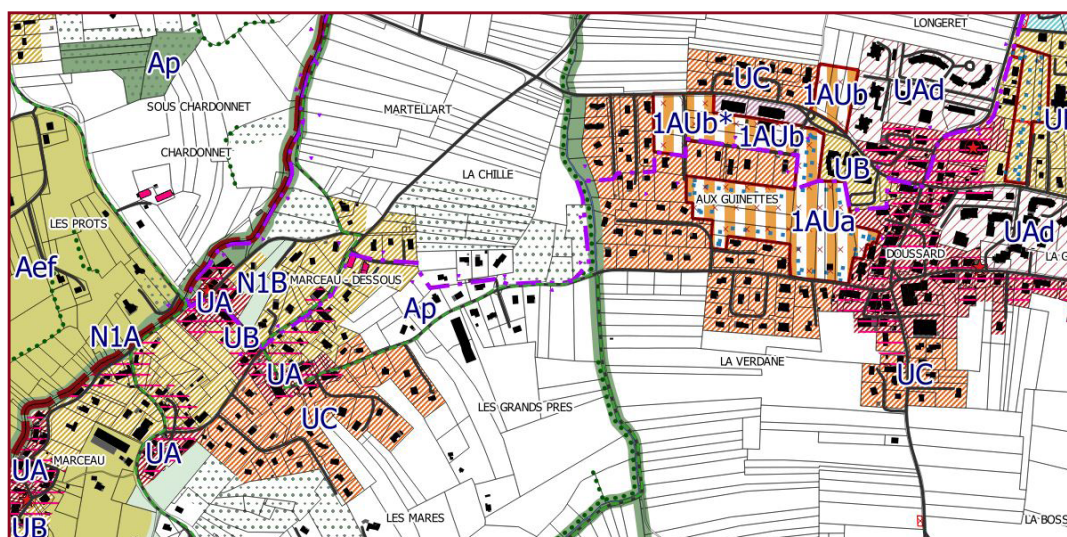 LONGERET
Ap
UC
1AUb
UAd
SOUS CHARDONNET
MARTELLART
1AUb*
1AUb
CHARDONNET
UB
LA CHILLE
LES PROTS
AUX GUINETTES
1AUa
UAd
DOUSSARD
Aef
N1B
MARCEAU - DESSOUS
UA
Ap
N1A
UB
LA VERDANE
UA
UC
LES GRANDS PRES
UC
UA
MARCEAU
UA
LES MARES
UB